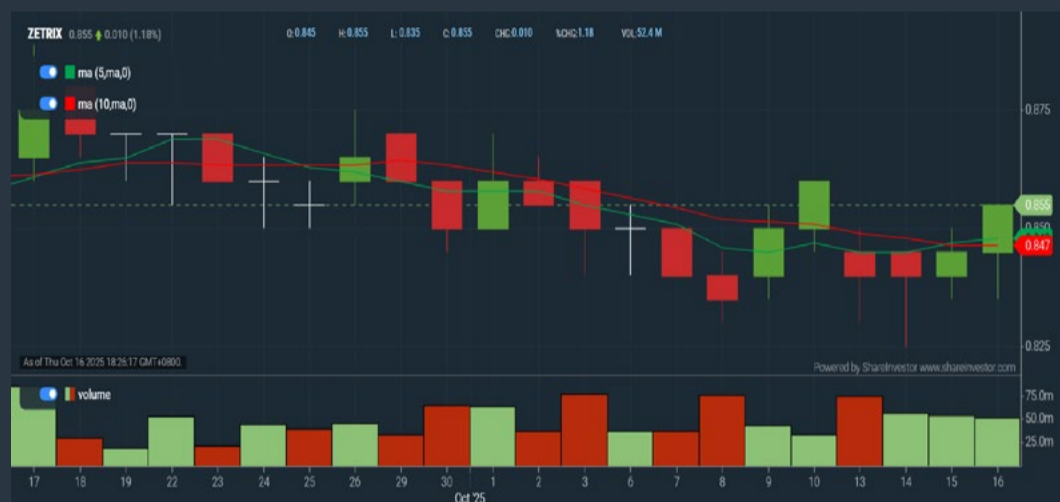 ZETRIX 0.855 0.010 (1.18%) O:0.845 H:0.855 L:0.835 C:0.855 CHG:0.010 %CHG:1.18 VOL:52.4 M
ma (5,ma,0)
ma (10,ma,0)
0.875
0.855
0.850
0.847
0.825
As of Thu Oct 16 2025 18:26:17 GMT+0800. Powered by ShareInvestor www.shareinvestor.com
volume
75.0m
50.0m
25.0m
17 18 19 22 23 24 25 26 29 30 1 2 3 6 7 8 9 10 13 14 15 16
Oct '25